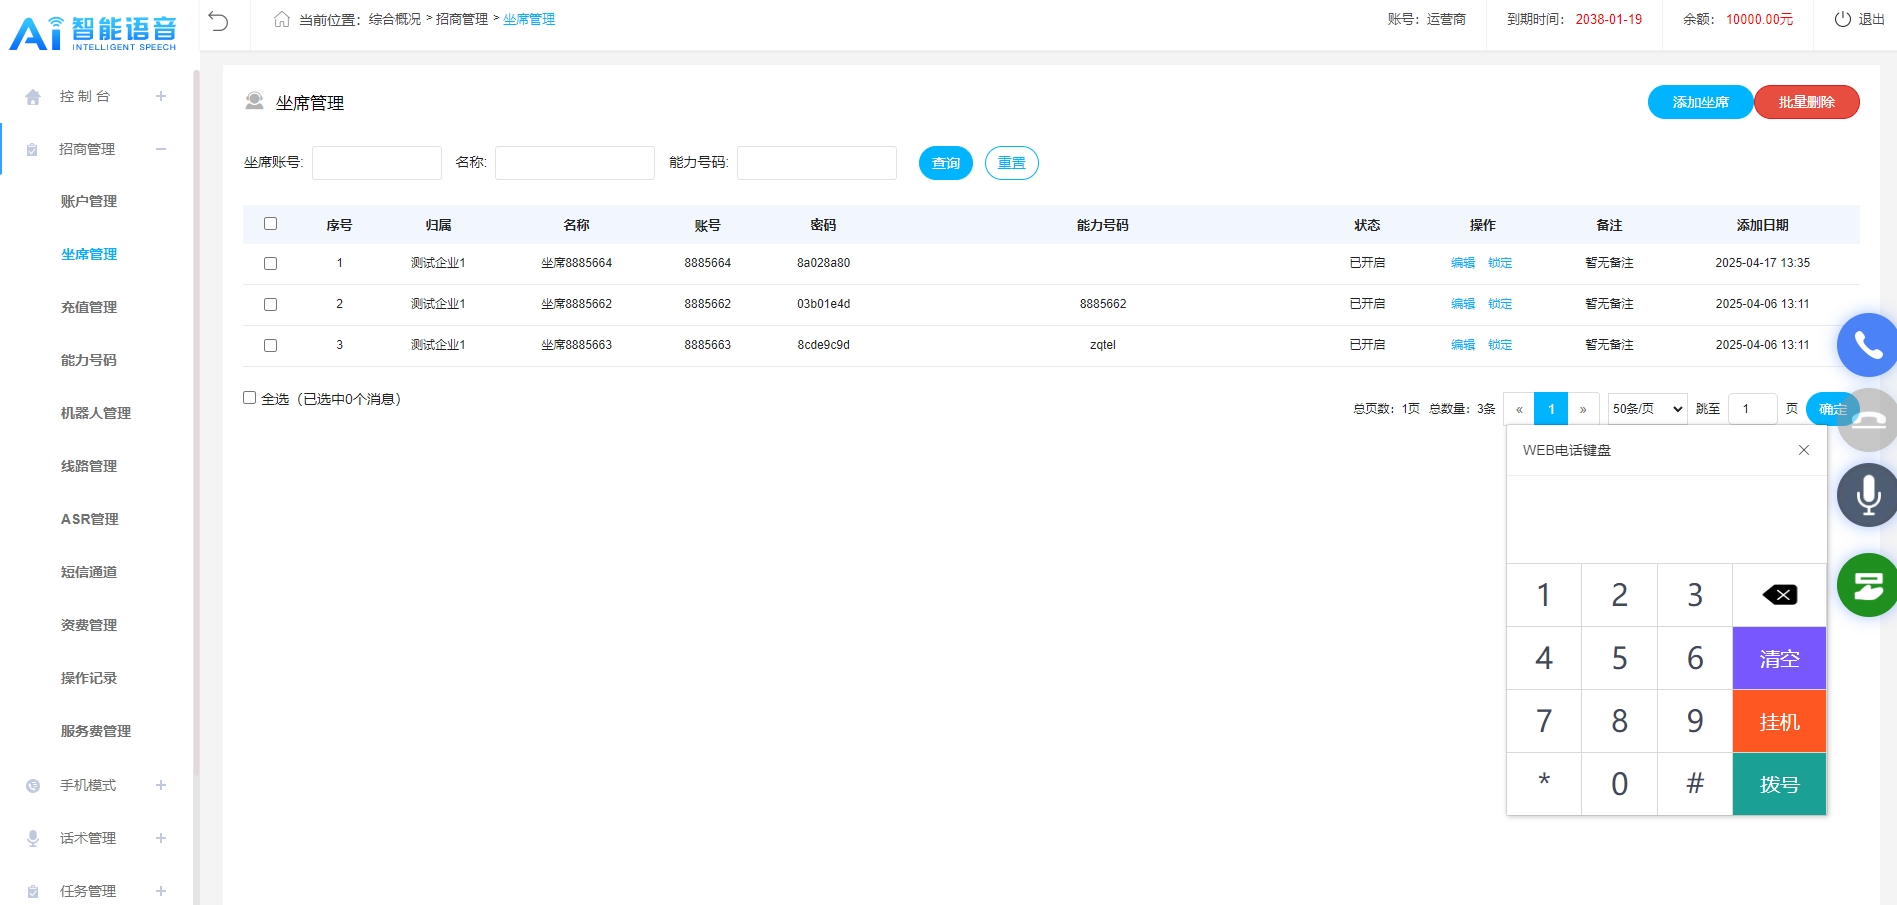 Ai 智能语音
INTELLIGENT SPEECH
当前位置：综合概况 > 招商管理 > 坐席管理
账号：运营商
到期时间：2038-01-19
余额：10000.00元
退出
控 制 台 +
招商管理 −
账户管理
坐席管理
充值管理
能力号码
机器人管理
线路管理
ASR管理
短信通道
资费管理
操作记录
服务费管理
手机模式 +
话术管理 +
任务管理 +
坐席管理
添加坐席 批量删除
坐席账号: 名称: 能力号码: 查询 重置
序号 归属 名称 账号 密码 能力号码 状态 操作 备注 添加日期
1 测试企业1 坐席8885664 8885664 8a028a80 已开启 编辑 锁定 暂无备注 2025-04-17 13:35
2 测试企业1 坐席8885662 8885662 03b01e4d 8885662 已开启 编辑 锁定 暂无备注 2025-04-06 13:11
3 测试企业1 坐席8885663 8885663 8cde9c9d zqtel 已开启 编辑 锁定 暂无备注 2025-04-06 13:11
全选（已选中0个消息）
总页数：1页 总数量：3条 « 1 » 50条/页 跳至 1 页 确定
WEB电话键盘
1 2 3
4 5 6 清空
7 8 9 挂机
* 0 # 拨号